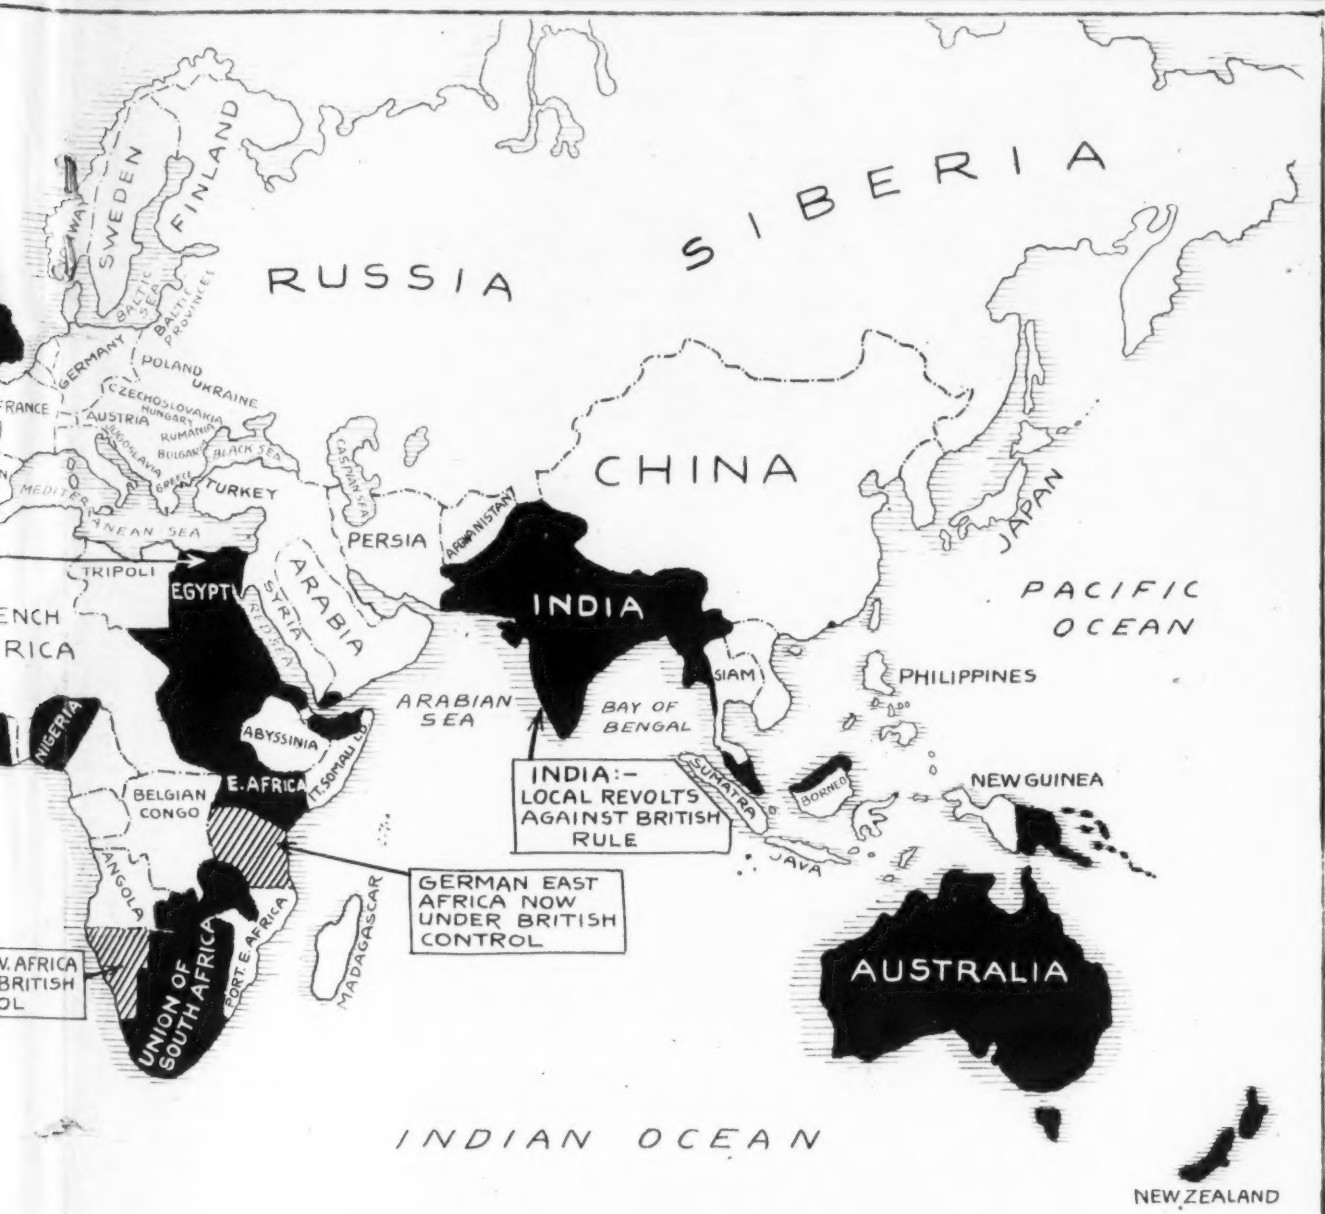 SIBERIA
RUSSIA
NORWAY
SWEDEN
FINLAND
BALTIC
SEA
BALTIC
PROVINCES
GERMANY
POLAND
UKRAINE
FRANCE
CZECHOSLOVAKIA
AUSTRIA
HUNGARY
RUMANIA
JUGOSLAVIA
BULGAR
BLACK SEA
GREECE
TURKEY
MEDITERRANEAN SEA
CASPIAN SEA
CHINA
JAPAN
PERSIA
AFGHANISTAN
TRIPOLI
EGYPT
ARABIA
SYRIA
RED SEA
INDIA
PACIFIC
OCEAN
ENCH
RICA
SIAM
PHILIPPINES
ARABIAN
SEA
BAY OF
BENGAL
NIGERIA
ABYSSINIA
IT. SOMALI LD.
E. AFRICA
BELGIAN
CONGO
INDIA:-
LOCAL REVOLTS
AGAINST BRITISH
RULE
SUMATRA
BORNEO
NEW GUINEA
JAVA
ANGOLA
GERMAN EAST
AFRICA NOW
UNDER BRITISH
CONTROL
MADAGASCAR
PORT. E. AFRICA
W. AFRICA
BRITISH
OL
UNION OF
SOUTH AFRICA
AUSTRALIA
INDIAN OCEAN
NEW ZEALAND